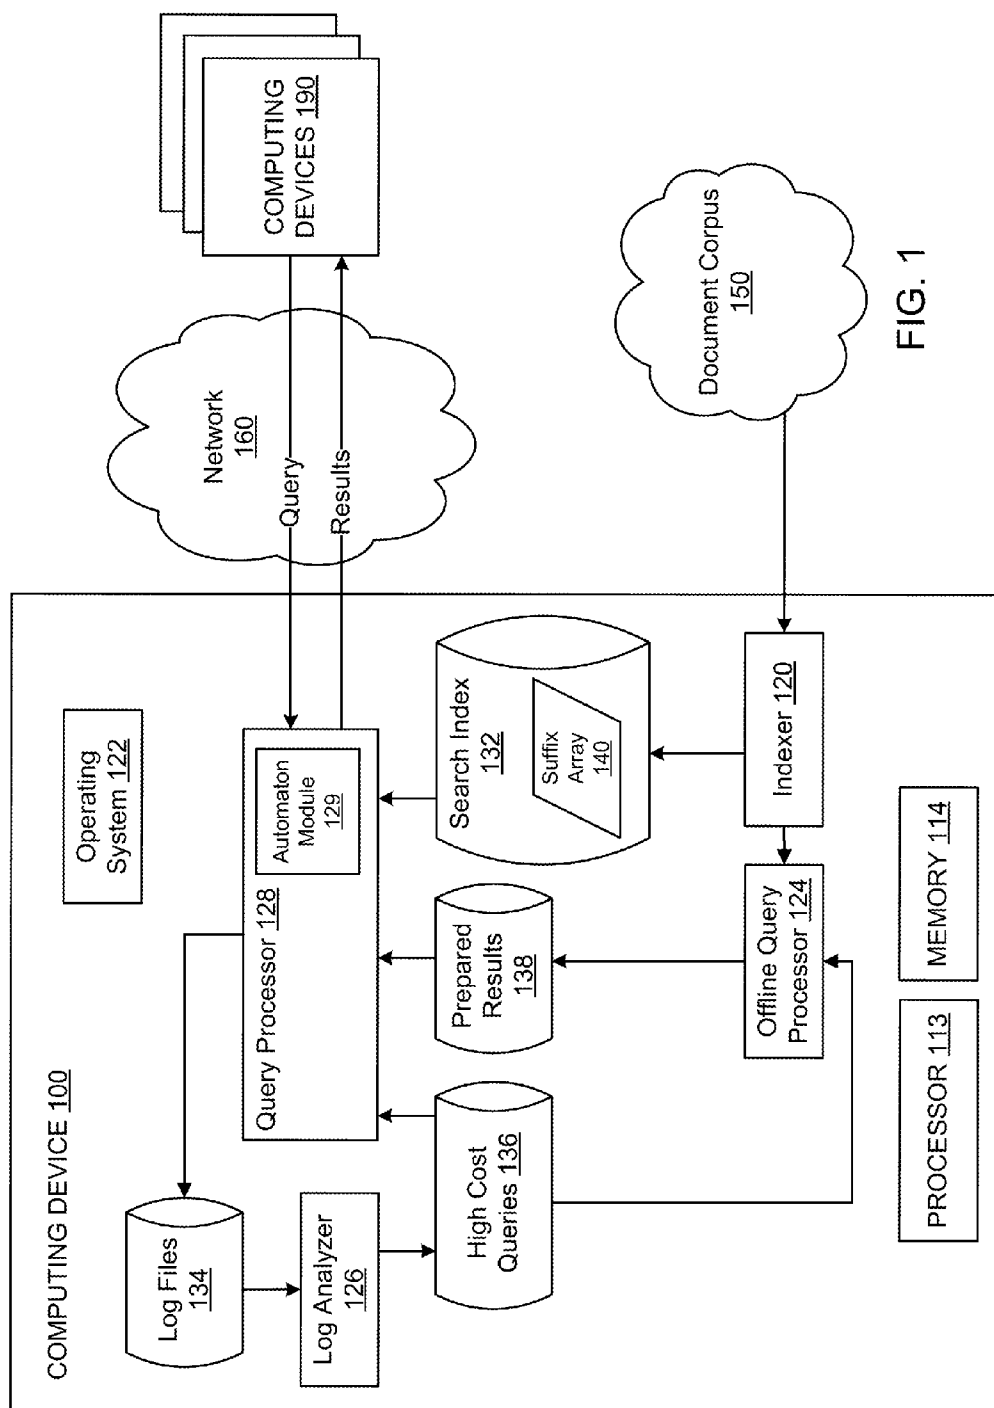 COMPUTING DEVICE 100
Log Files
134
Log Analyzer
126
High Cost
Queries 136
Query Processor 128
Automaton
Module
129
Operating
System 122
Prepared
Results
138
Search Index
132
Suffix
Array
140
Offline Query
Processor 124
Indexer 120
PROCESSOR 113
MEMORY 114
Network
160
Query
Results
COMPUTING
DEVICES 190
Document Corpus
150
FIG. 1